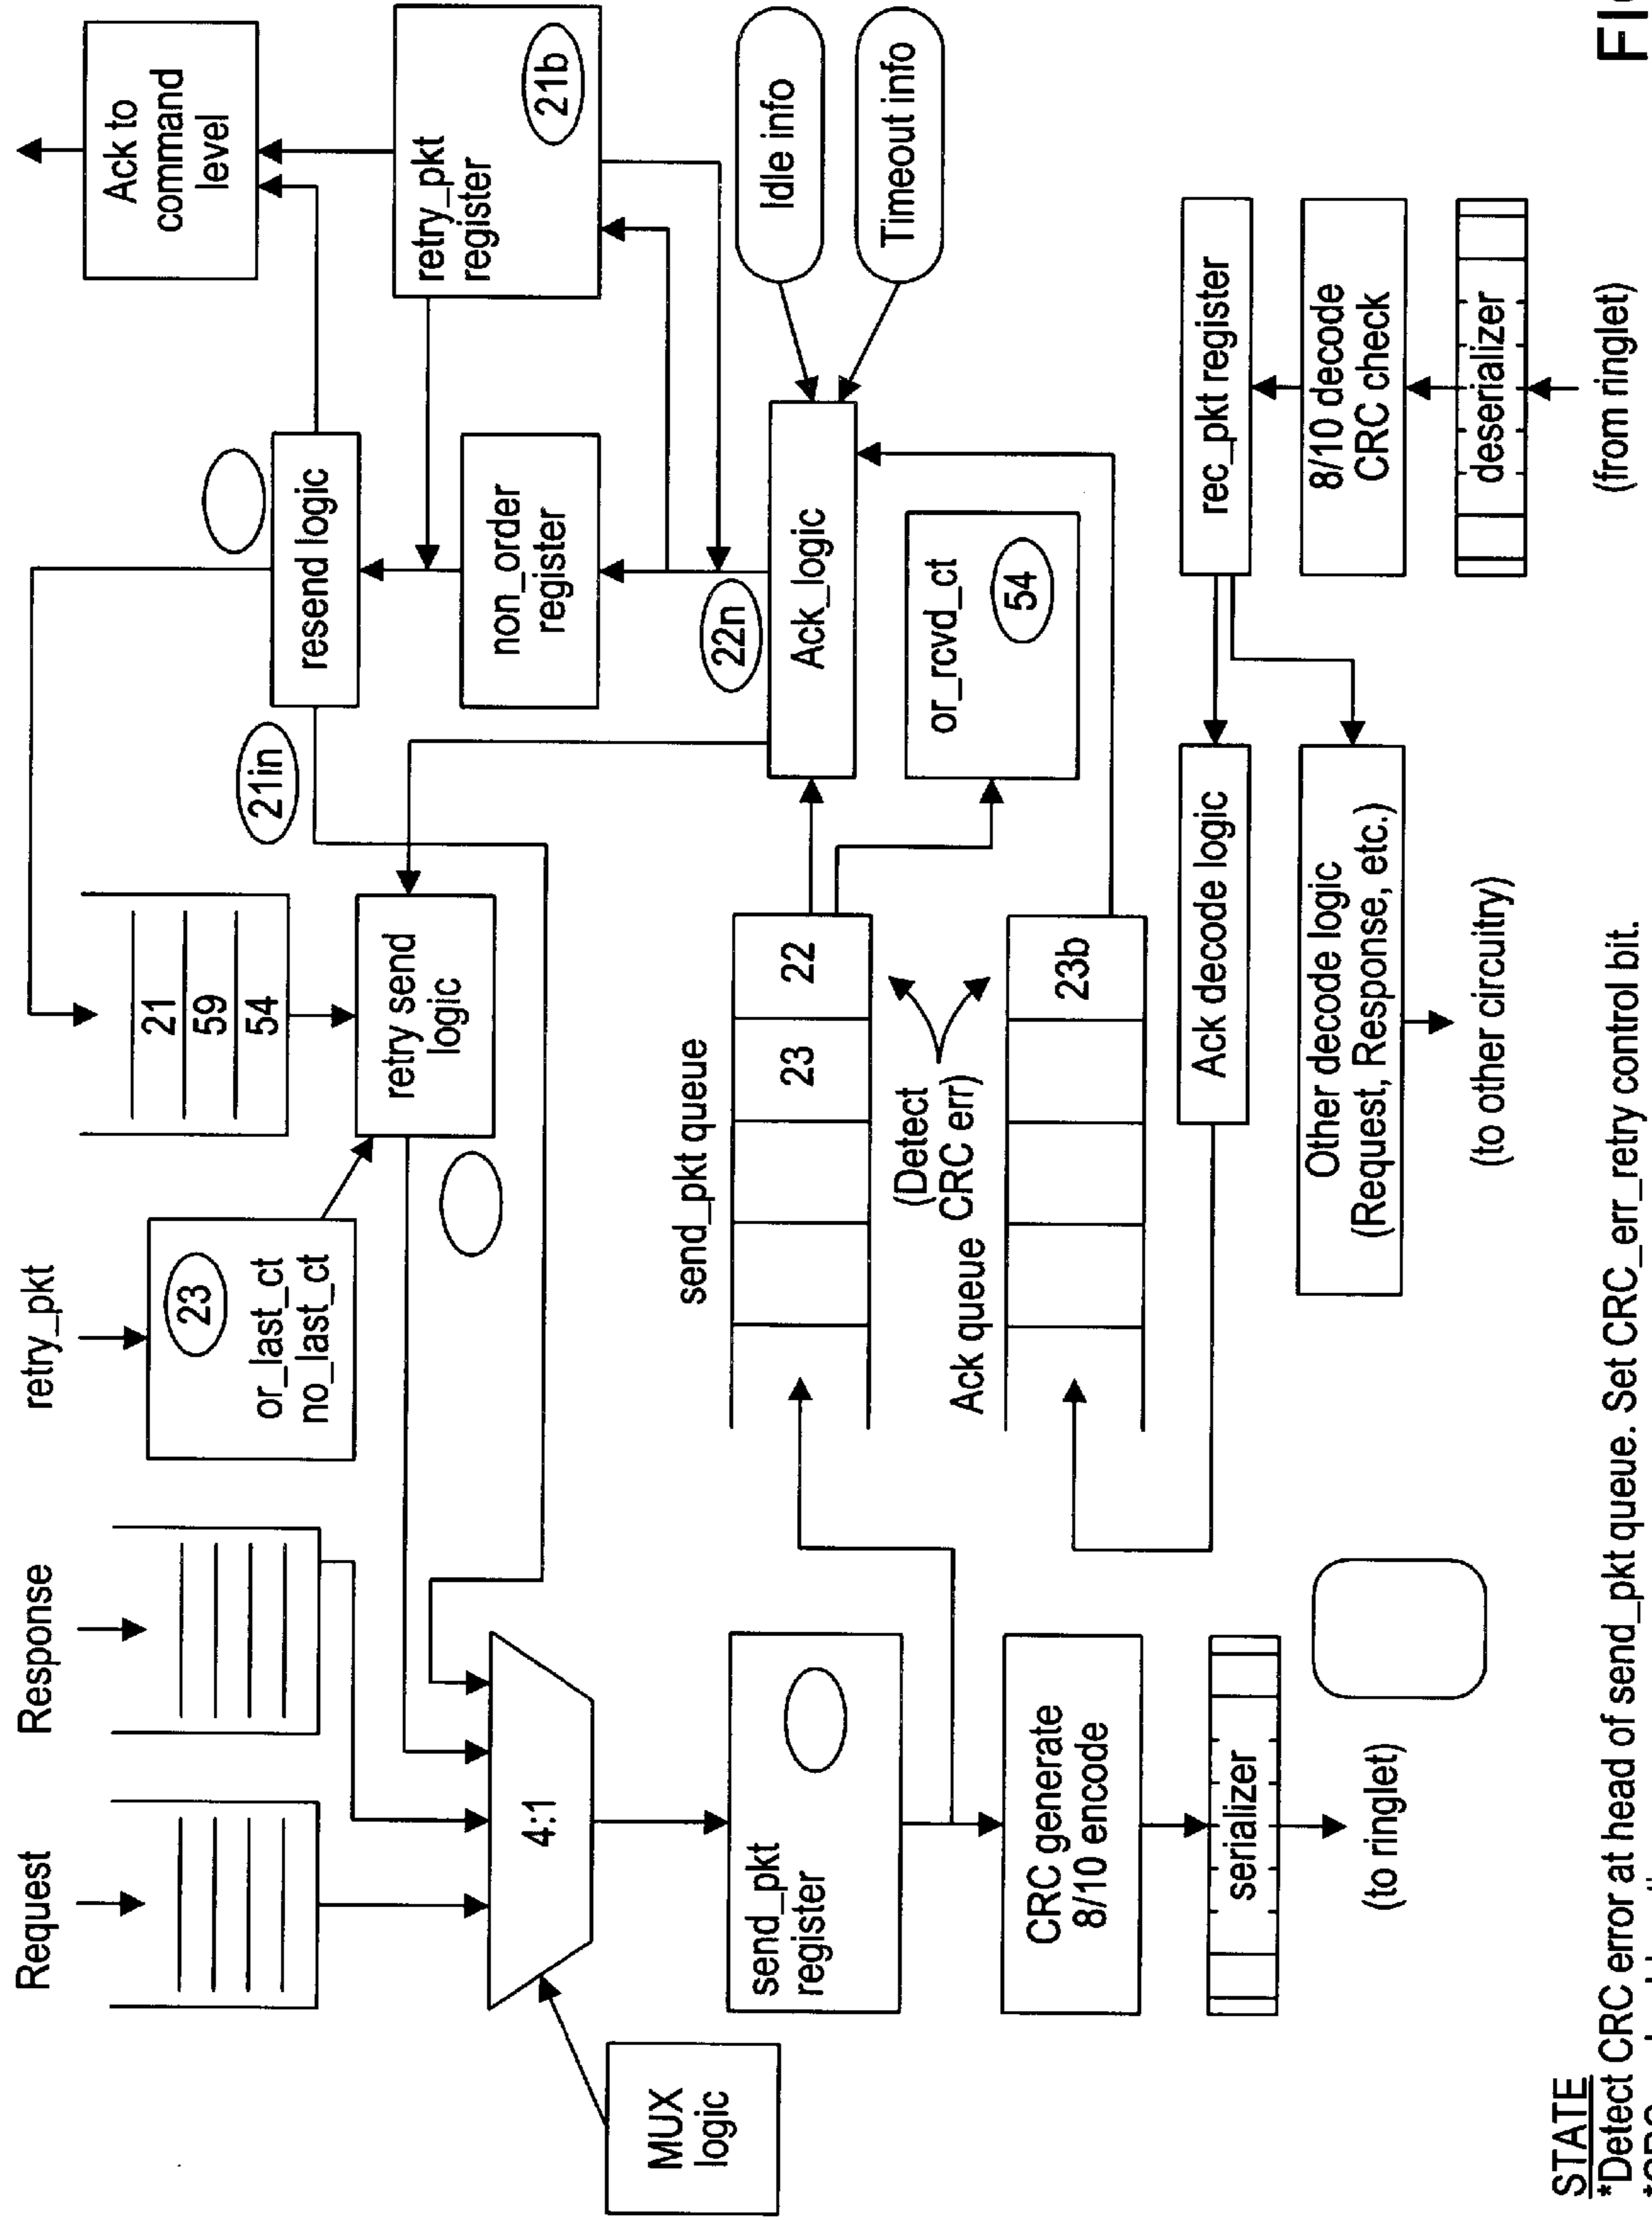 Request
Response
retry_pkt
23
or_last_ct
no_last_ct
21
59
54
retry send
logic
21in
resend logic
Ack to
command
level
retry_pkt
register
21b
non_order
register
22n
MUX
logic
4:1
send_pkt
register
send_pkt queue
23
22
Ack_logic
Idle info
Timeout info
(Detect
CRC err)
or_rcvd_ct
54
Ack queue
23b
CRC generate
8/10 encode
serializer
(to ringlet)
Ack decode logic
Other decode logic
(Request, Response, etc.)
(to other circuitry)
rec_pkt register
8/10 decode
CRC check
deserializer
(from ringlet)
STATE
*Detect CRC error at head of send_pkt queue. Set CRC_err_retry control bit.